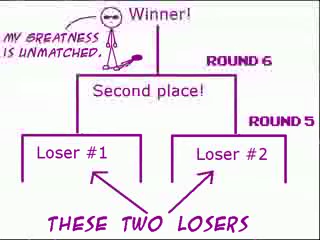 Winner!
MY GREATNESS
IS UNMATCHED.
ROUND 6
Second place!
ROUND 5
Loser #1
Loser #2
THESE TWO LOSERS